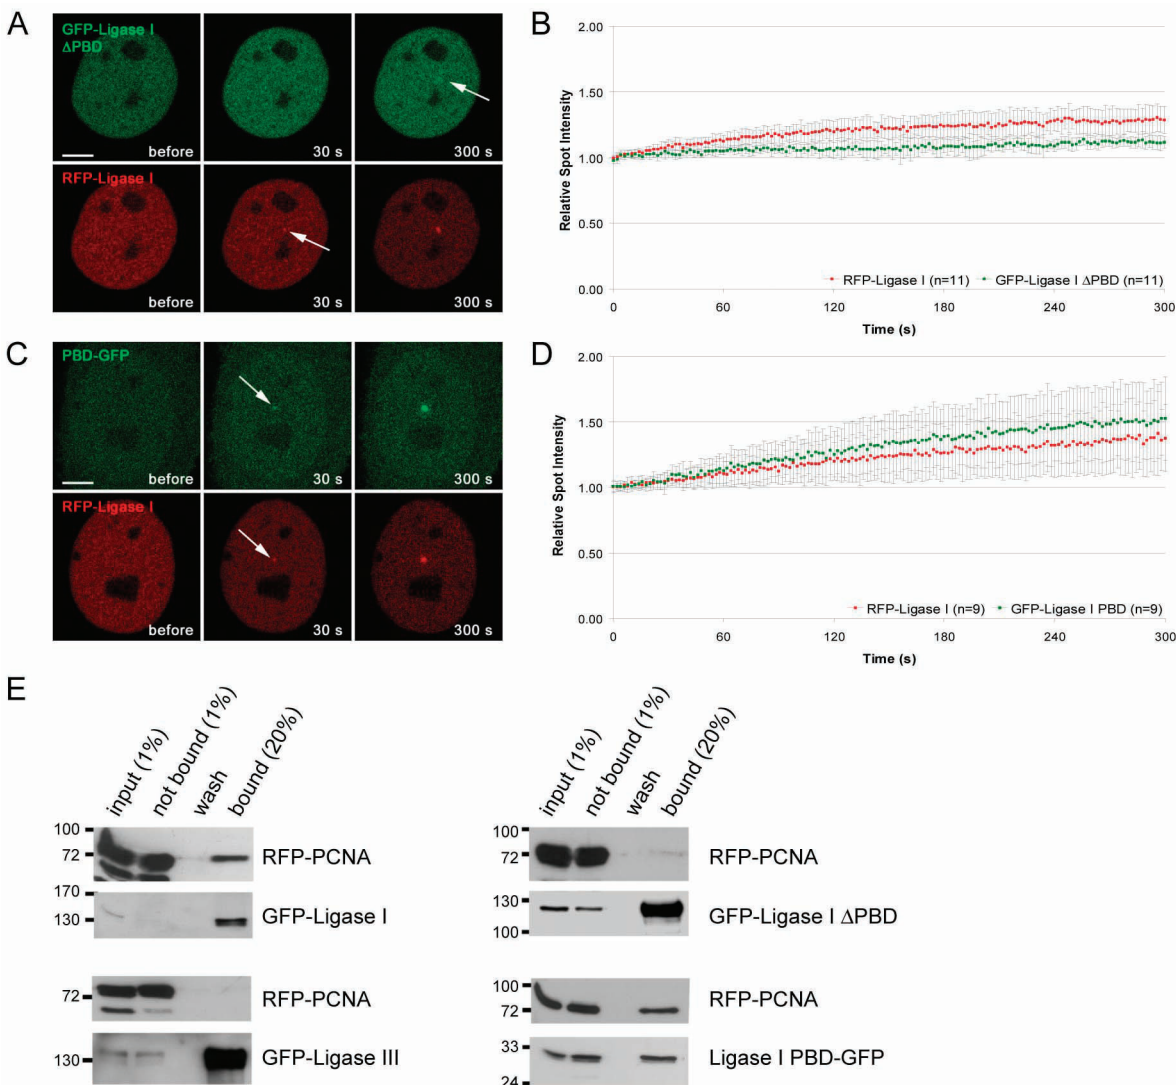 A
GFP-Ligase I
ΔPBD
before
30 s
300 s
RFP-Ligase I
before
30 s
300 s
B
2.00
1.50
1.00
0.50
0.00
Relative Spot Intensity
RFP-Ligase I (n=11)
GFP-Ligase I ΔPBD (n=11)
0
60
120
180
240
300
Time (s)
C
PBD-GFP
before
30 s
300 s
RFP-Ligase I
before
30 s
300 s
D
2.00
1.50
1.00
0.50
0.00
Relative Spot Intensity
RFP-Ligase I (n=9)
GFP-Ligase I PBD (n=9)
0
60
120
180
240
300
Time (s)
E
input (1%)
not bound (1%)
wash
bound (20%)
100
72
RFP-PCNA
170
130
GFP-Ligase I
72
RFP-PCNA
130
GFP-Ligase III
input (1%)
not bound (1%)
wash
bound (20%)
100
72
RFP-PCNA
130
100
GFP-Ligase I ΔPBD
100
72
RFP-PCNA
33
24
Ligase I PBD-GFP